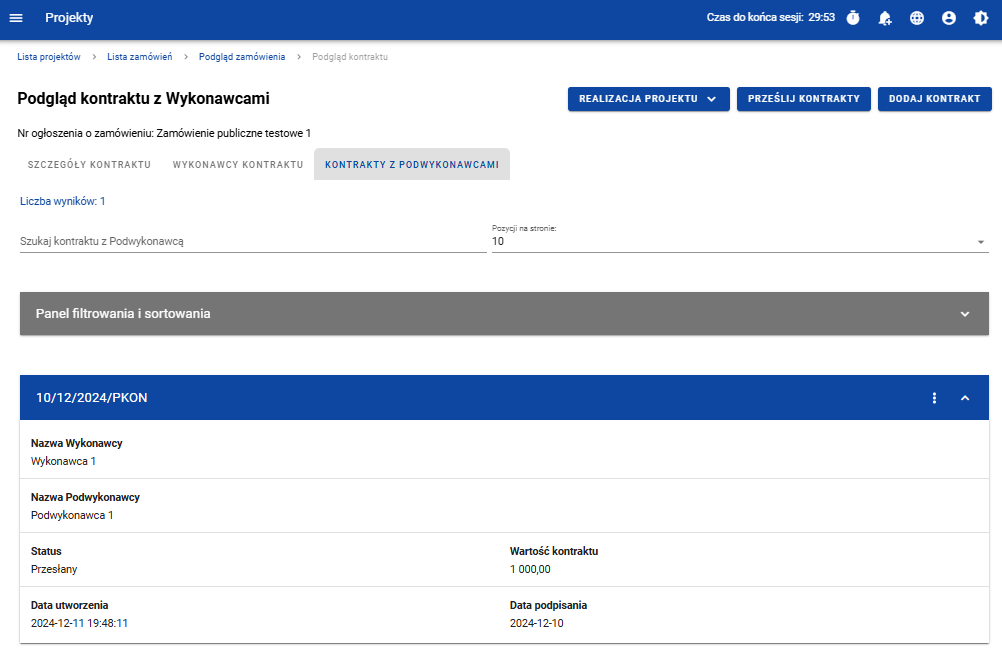 Projekty
Czas do końca sesji: 29:53
Lista projektów > Lista zamówień > Podgląd zamówienia > Podgląd kontraktu
Podgląd kontraktu z Wykonawcami
REALIZACJA PROJEKTU
PRZEŚLIJ KONTRAKTY
DODAJ KONTRAKT
Nr ogłoszenia o zamówieniu: Zamówienie publiczne testowe 1
SZCZEGÓŁY KONTRAKTU
WYKONAWCY KONTRAKTU
KONTRAKTY Z PODWYKONAWCAMI
Liczba wyników: 1
Szukaj kontraktu z Podwykonawcą
Pozycji na stronie:
10
Panel filtrowania i sortowania
10/12/2024/PKON
Nazwa Wykonawcy
Wykonawca 1
Nazwa Podwykonawcy
Podwykonawca 1
Status
Przesłany
Wartość kontraktu
1 000,00
Data utworzenia
2024-12-11 19:48:11
Data podpisania
2024-12-10